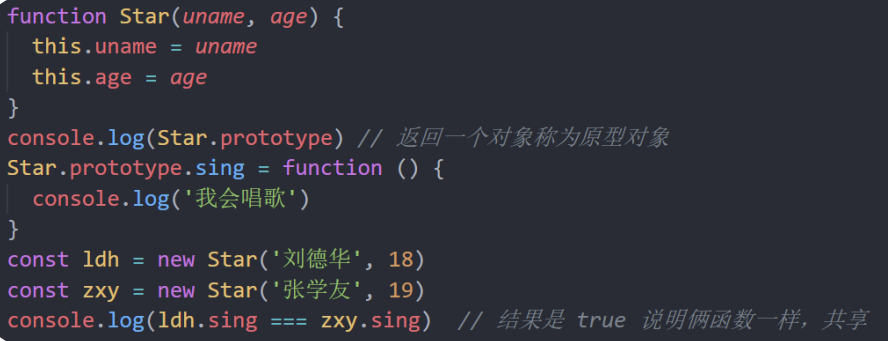 function Star(uname, age) {
  this.uname = uname
  this.age = age
}
console.log(Star.prototype) // 返回一个对象称为原型对象
Star.prototype.sing = function () {
  console.log('我会唱歌')
}
const ldh = new Star('刘德华', 18)
const zxy = new Star('张学友', 19)
console.log(ldh.sing === zxy.sing)  // 结果是 true 说明俩函数一样，共享